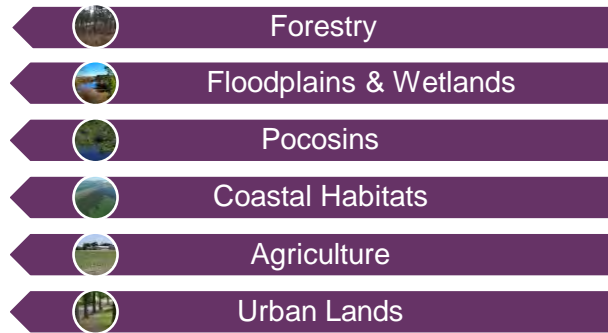 Forestry
Floodplains & Wetlands
Pocosins
Coastal Habitats
Agriculture
Urban Lands